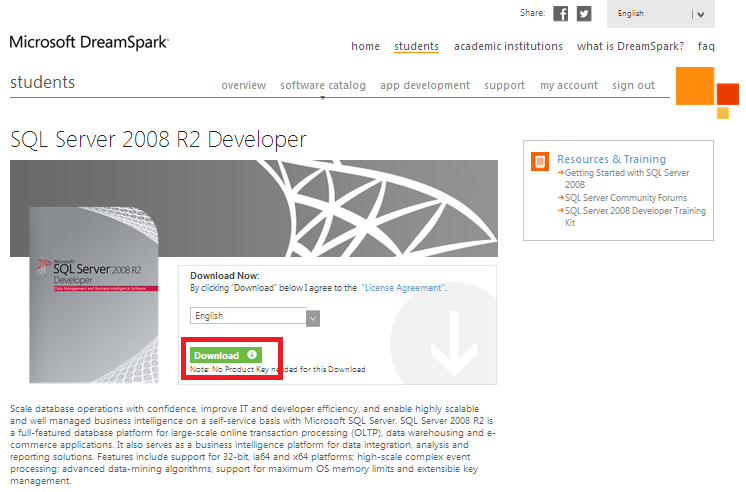 Share:
English
Microsoft DreamSpark
home students academic institutions what is DreamSpark? faq
students
overview software catalog app development support my account sign out
SQL Server 2008 R2 Developer
Resources & Training
Getting Started with SQL Server
2008
SQL Server Community Forums
SQL Server 2008 Developer Training
Kit
Microsoft
SQL Server 2008 R2
Developer
Data Management and Business Intelligence Software
Download Now:
By clicking "Download" below I agree to the "License Agreement".
English
Download
Note: No Product Key needed for this Download
Scale database operations with confidence, improve IT and developer efficiency, and enable highly scalable
and well managed business intelligence on a self-service basis with Microsoft SQL Server. SQL Server 2008 R2 is
a full-featured database platform for large-scale online transaction processing (OLTP), data warehousing and e-
commerce applications. It also serves as a business intelligence platform for data integration, analysis and
reporting solutions. Features include support for 32-bit, ia64 and x64 platforms; high-scale complex event
processing; advanced data-mining algorithms, support for maximum OS memory limits and extensible key
management.